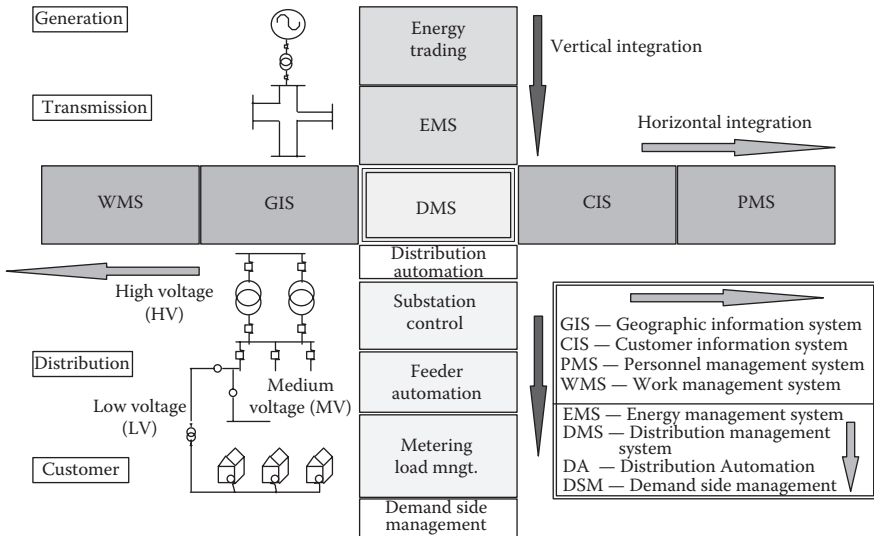 Generation
Energy
trading
Vertical integration
Transmission
EMS
Horizontal integration
WMS
GIS
DMS
CIS
PMS
Distribution
automation
High voltage
(HV)
Substation
control
Distribution
Feeder
automation
Medium
voltage (MV)
Low voltage
(LV)
Metering
load mngt.
Customer
Demand side
management
GIS — Geographic information system
CIS — Customer information system
PMS — Personnel management system
WMS — Work management system
EMS — Energy management system
DMS — Distribution management
system
DA — Distribution Automation
DSM — Demand side management